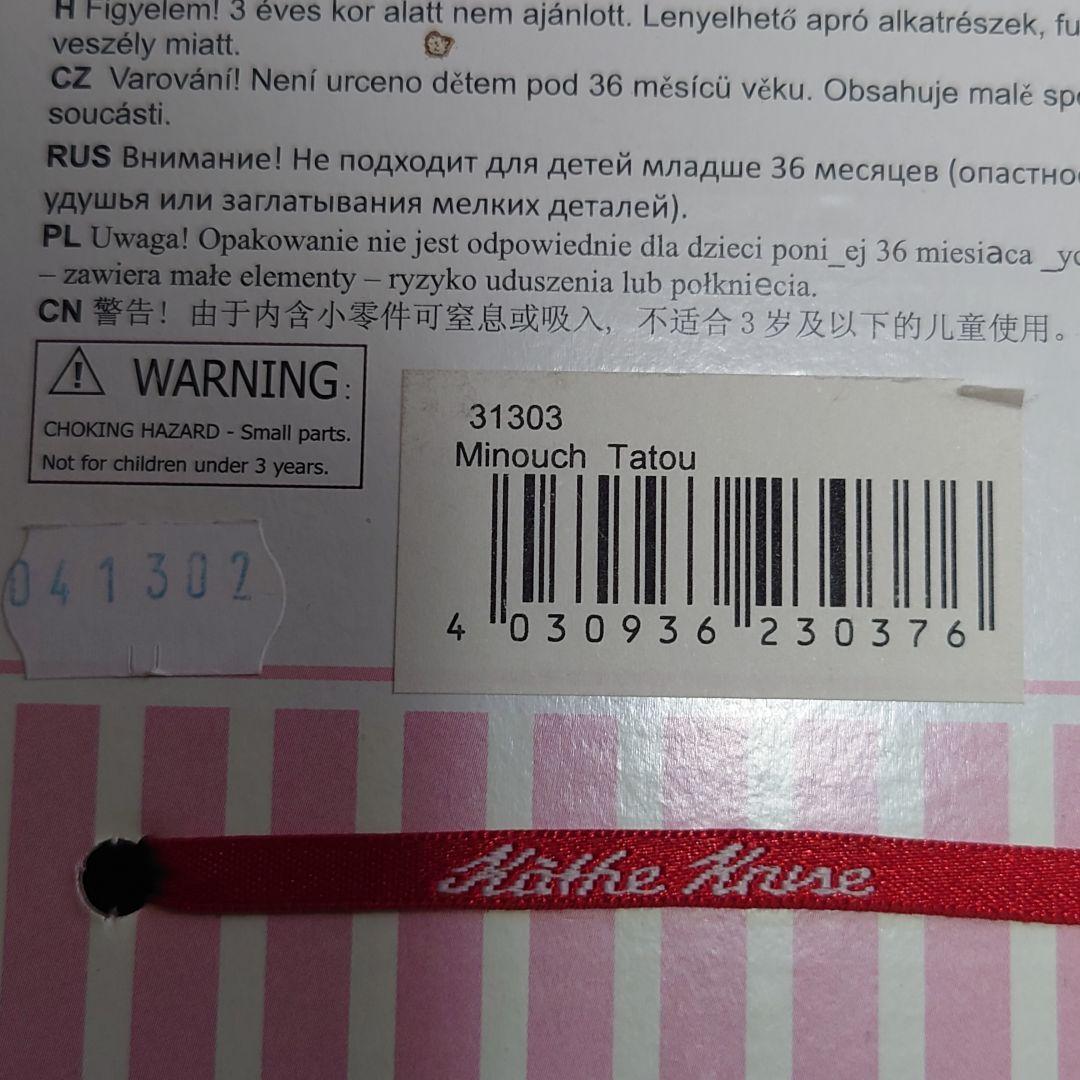 H Figyelem! 3 éves kor alatt nem ajánlott. Lenyelhető apró alkatrészek, fu
veszély miatt.
CZ Varování! Není urceno dětem pod 36 měsícü věku. Obsahuje malě spo
soucásti.
RUS Внимание! Не подходит для детей младше 36 месяцев (опастнос
удушья или заглатывания мелких деталей).
PL Uwaga! Opakowanie nie jest odpowiednie dla dzieci poni_ej 36 miesiaca _yc
– zawiera małe elementy – ryzyko uduszenia lub połkniecia.
CN 警告！由于内含小零件可窒息或吸入，不适合 3 岁及以下的儿童使用。
WARNING:
CHOKING HAZARD - Small parts.
Not for children under 3 years.
31303
Minouch Tatou
4 030936 230376
041302
Käthe Kruse